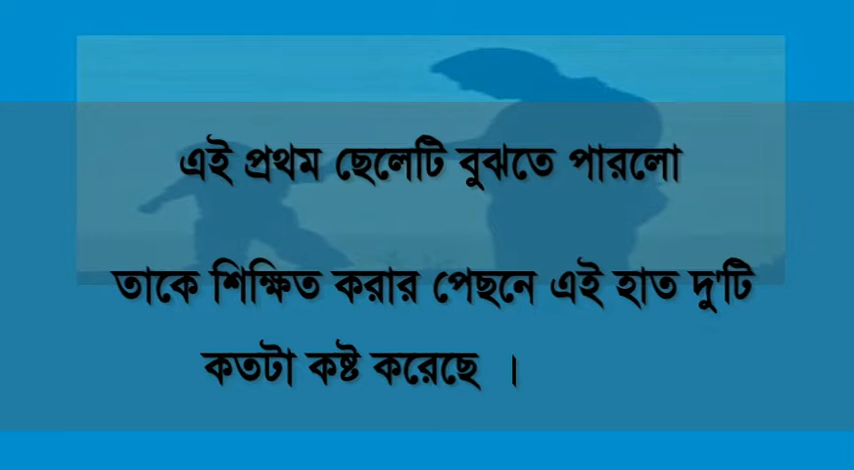 এই প্রথম ছেলেটি বুঝতে পারলো
তাকে শিক্ষিত করার পেছনে এই হাত দু'টি
কতটা কষ্ট করেছে ।